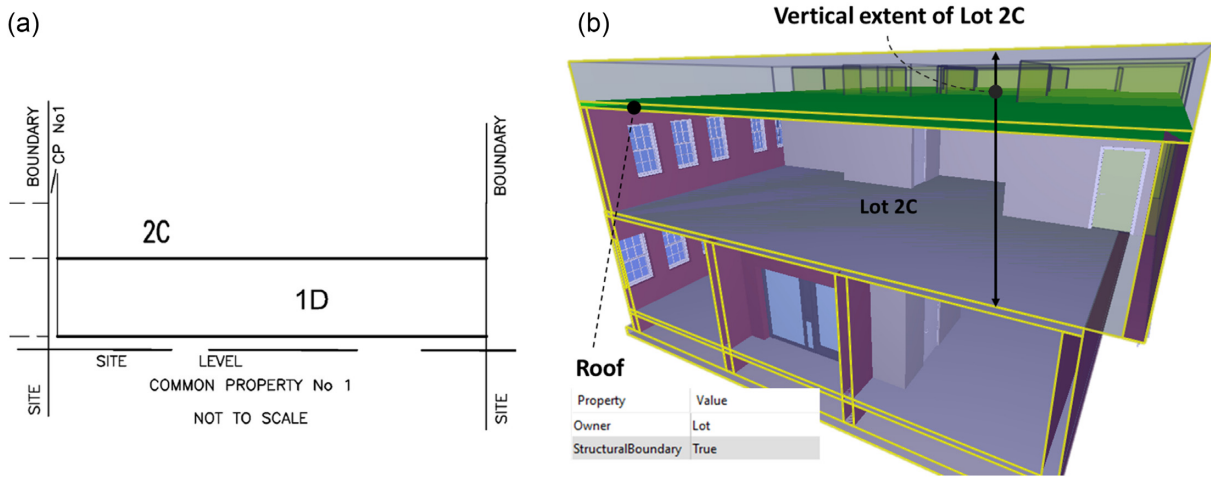 (a)
BOUNDARY
CP No1
BOUNDARY
2C
1D
SITE LEVEL
SITE
COMMON PROPERTY No 1
NOT TO SCALE
SITE
(b)
Vertical extent of Lot 2C
Lot 2C
Roof
Property Value
Owner Lot
StructuralBoundary True